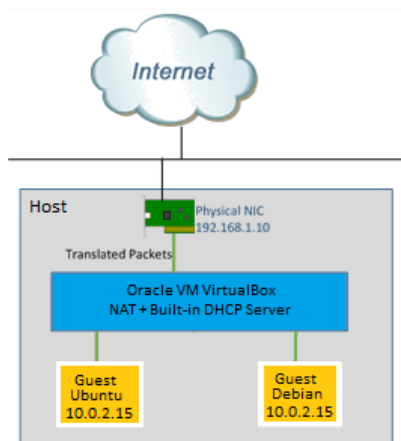 Internet
Host
Physical NIC
192.168.1.10
Translated Packets
Oracle VM VirtualBox
NAT + Built-in DHCP Server
Guest
Ubuntu
10.0.2.15
Guest
Debian
10.0.2.15